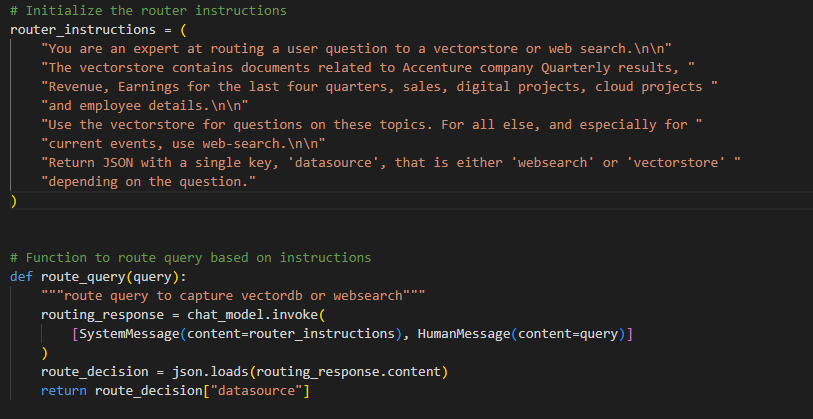 # Initialize the router instructions
router_instructions = (
    "You are an expert at routing a user question to a vectorstore or web search.\n\n"
    "The vectorstore contains documents related to Accenture company Quarterly results, "
    "Revenue, Earnings for the last four quarters, sales, digital projects, cloud projects "
    "and employee details.\n\n"
    "Use the vectorstore for questions on these topics. For all else, and especially for "
    "current events, use web-search.\n\n"
    "Return JSON with a single key, 'datasource', that is either 'websearch' or 'vectorstore' "
    "depending on the question."
)
# Function to route query based on instructions
def route_query(query):
    """route query to capture vectordb or websearch"""
    routing_response = chat_model.invoke(
        [SystemMessage(content=router_instructions), HumanMessage(content=query)]
    )
    route_decision = json.loads(routing_response.content)
    return route_decision["datasource"]